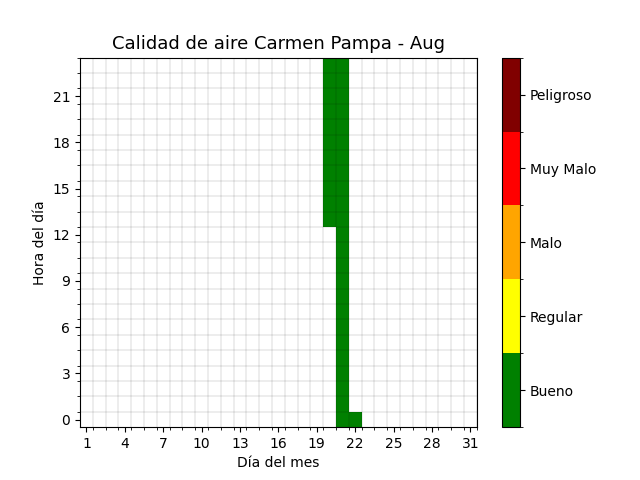 Calidad de aire Carmen Pampa - Aug
21
18
15
12
9
6
3
0
Hora del día
1 4 7 10 13 16 19 22 25 28 31
Día del mes
Peligroso
Muy Malo
Malo
Regular
Bueno